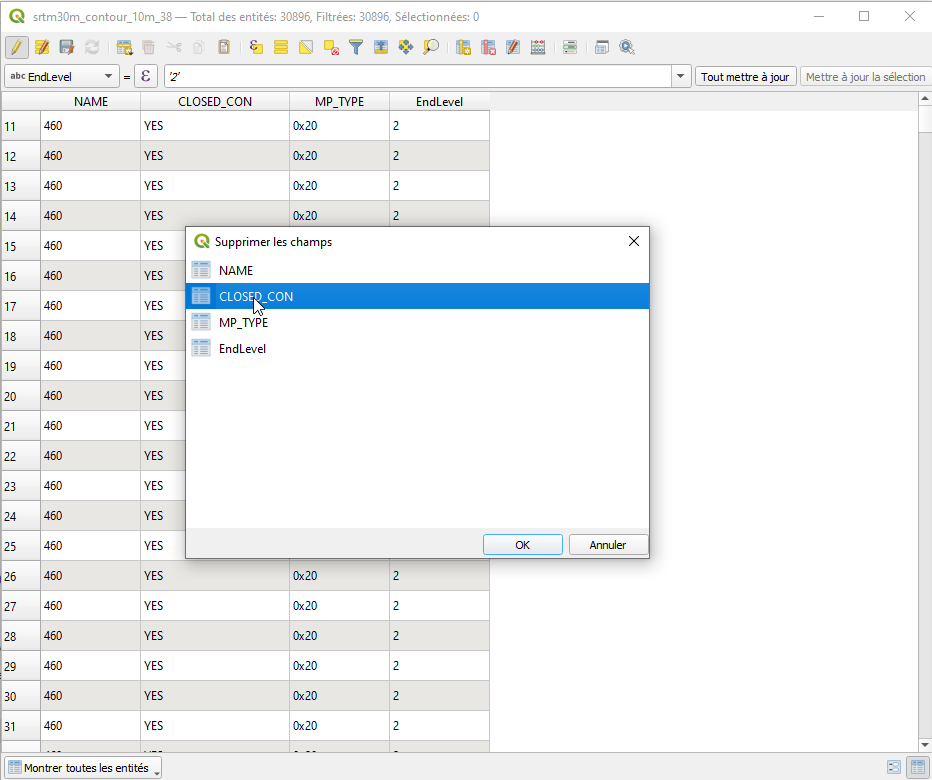 srtm30m_contour_10m_38 — Total des entités: 30896, Filtrées: 30896, Sélectionnées: 0
abc EndLevel = ε '2' Tout mettre à jour Mettre à jour la sélection
NAME CLOSED_CON MP_TYPE EndLevel
11 460 YES 0x20 2
12 460 YES 0x20 2
13 460 YES 0x20 2
14 460 YES 0x20 2
15 460 YES
16 460 YES
17 460 YES
18 460 YES
19 460 YES
20 460 YES
21 460 YES
22 460 YES
23 460 YES
24 460 YES
25 460 YES
26 460 YES 0x20 2
27 460 YES 0x20 2
28 460 YES 0x20 2
29 460 YES 0x20 2
30 460 YES 0x20 2
31 460 YES 0x20 2
Supprimer les champs
NAME
CLOSED_CON
MP_TYPE
EndLevel
OK Annuler
Montrer toutes les entités